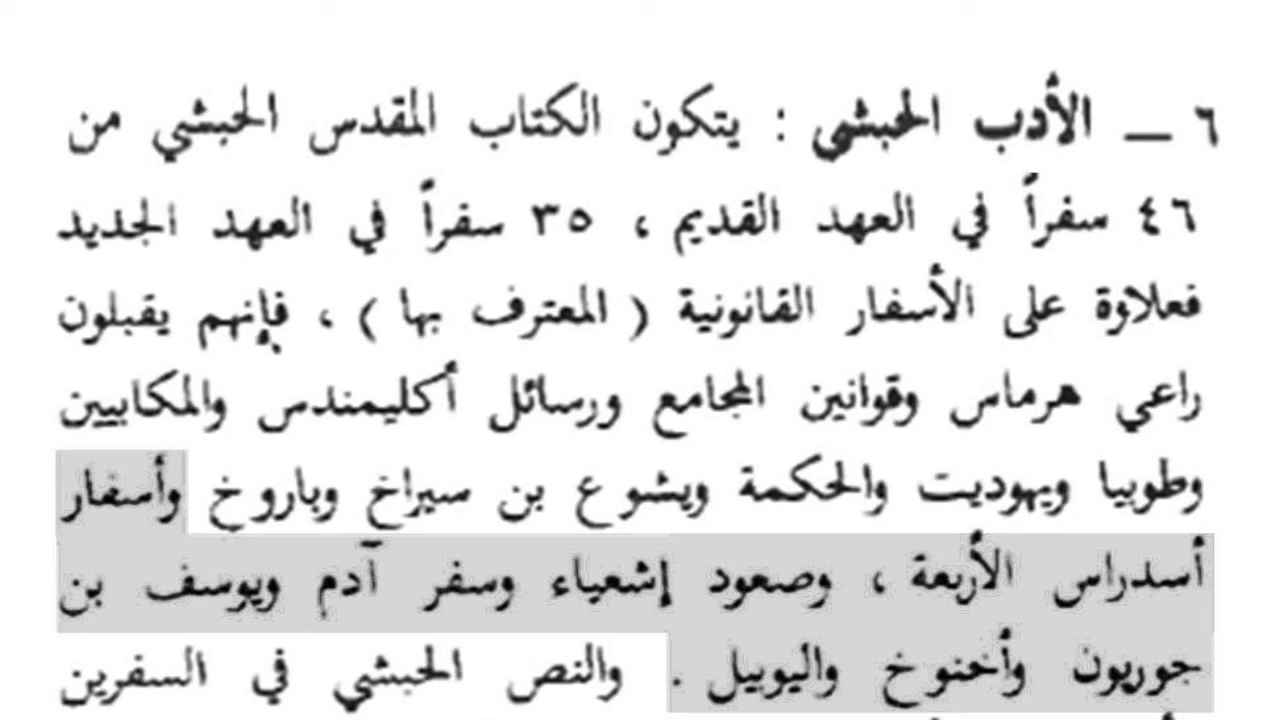 ٦ ــ الأدب الحبشي : يتكون الكتاب المقدس الحبشي من
٤٦ سفراً في العهد القديم ، ٣٥ سفراً في العهد الجديد
فعلاوة على الأسفار القانونية ( المعترف بها ) ، فإنهم يقبلون
راعي هرماس وقوانين المجامع ورسائل أكليمندس والمكابيين
وطوبيا ويهوديت والحكمة ويشوع بن سيراخ وباروخ وأسفار
أسدراس الأربعة ، وصعود إشعياء وسفر آدم ويوسف بن
جوريون وأخنوخ واليوبيل . والنص الحبشي في السفرين